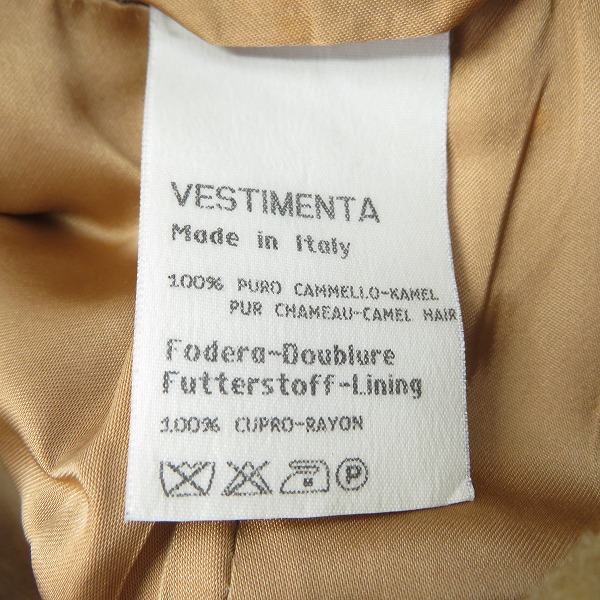 VESTIMENTA
Made in Italy
100% PURO CAMMELLO-KAMEL
PUR CHAMEAU-CAMEL HAIR
Fodera-Doublure
Futterstoff-Lining
100% CUPRO-RAYON
P